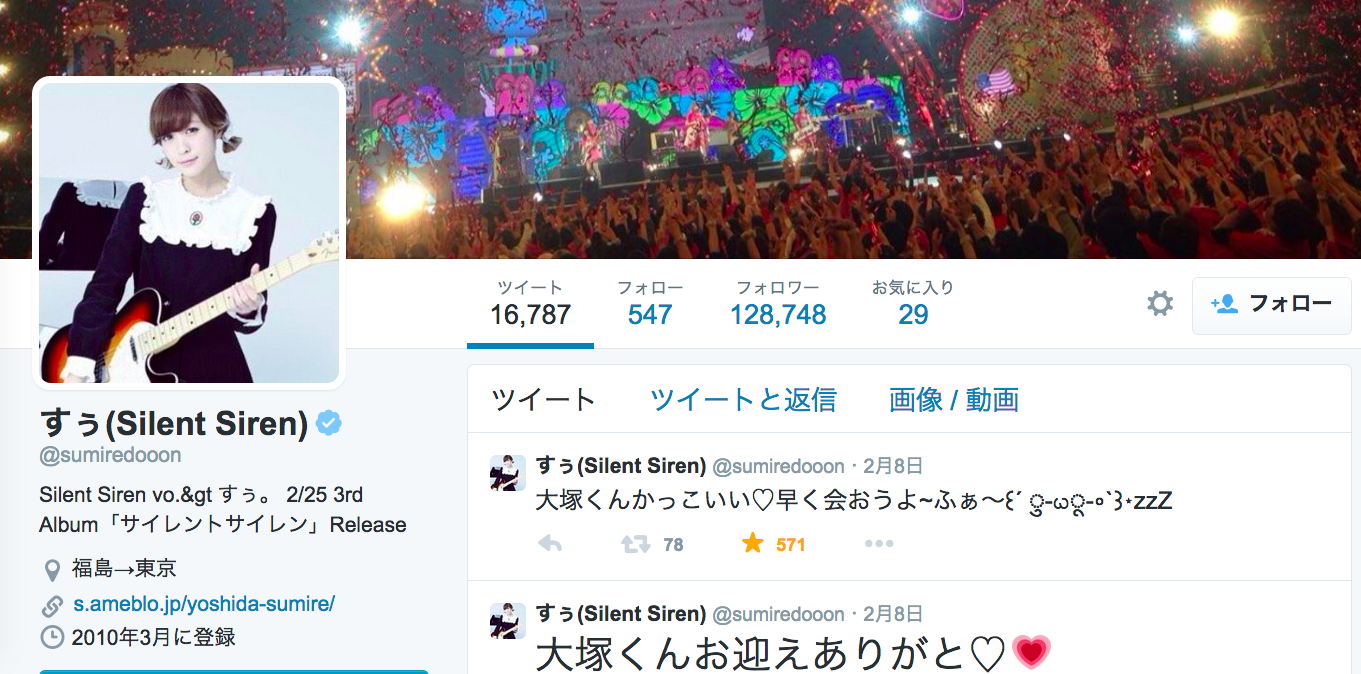 ツイート
16,787
フォロー
547
フォロワー
128,748
お気に入り
29
フォロー
すぅ(Silent Siren)
@sumiredooon
Silent Siren vo.&gt すぅ。 2/25 3rd
Album「サイレントサイレン」Release
福島→東京
s.ameblo.jp/yoshida-sumire/
2010年3月に登録
ツイート ツイートと返信 画像 / 動画
すぅ(Silent Siren) @sumiredooon · 2月8日
大塚くんかっこいい♡早く会おうよ~ふぁ〜꒰´ ꒳`꒱⋆zzZ
78 571
すぅ(Silent Siren) @sumiredooon · 2月8日
大塚くんお迎えありがと♡💗